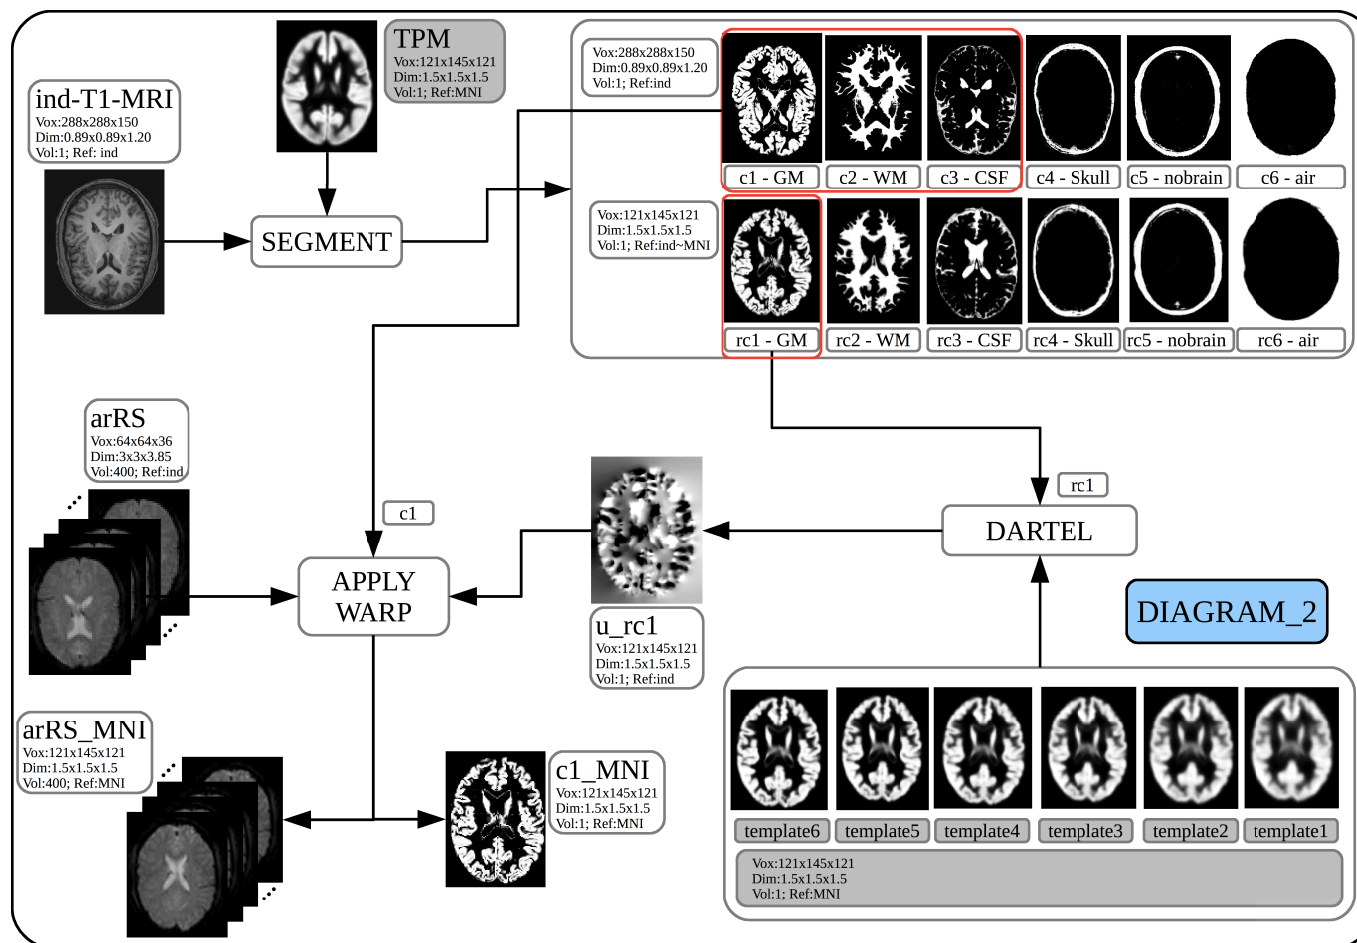 TPM
Vox:121x145x121
Dim:1.5x1.5x1.5
Vol:1; Ref:MNI
ind-T1-MRI
Vox:288x288x150
Dim:0.89x0.89x1.20
Vol:1; Ref: ind
SEGMENT
Vox:288x288x150
Dim:0.89x0.89x1.20
Vol:1; Ref:ind
c1 - GM
c2 - WM
c3 - CSF
c4 - Skull
c5 - nobrain
c6 - air
Vox:121x145x121
Dim:1.5x1.5x1.5
Vol:1; Ref:ind~MNI
rc1 - GM
rc2 - WM
rc3 - CSF
rc4 - Skull
rc5 - nobrain
rc6 - air
arRS
Vox:64x64x36
Dim:3x3x3.85
Vol:400; Ref:ind
c1
rc1
APPLY
WARP
DARTEL
u_rc1
Vox:121x145x121
Dim:1.5x1.5x1.5
Vol:1; Ref:ind
DIAGRAM_2
arRS_MNI
Vox:121x145x121
Dim:1.5x1.5x1.5
Vol:400; Ref:MNI
c1_MNI
Vox:121x145x121
Dim:1.5x1.5x1.5
Vol:1; Ref:MNI
template6
template5
template4
template3
template2
template1
Vox:121x145x121
Dim:1.5x1.5x1.5
Vol:1; Ref:MNI